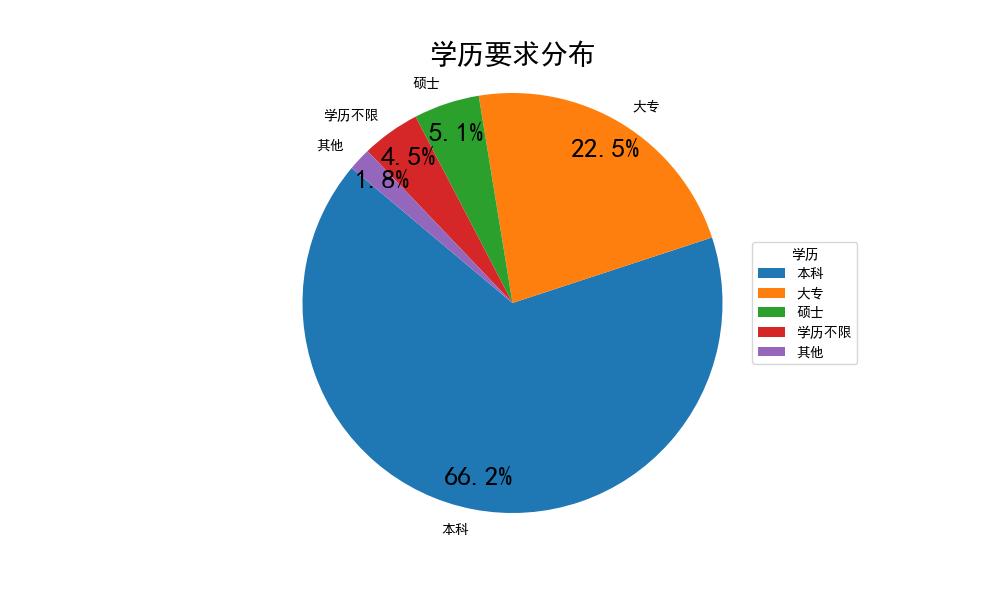 学历要求分布
硕士
大专
学历不限
其他
5.1%
22.5%
4.5%
1.8%
66.2%
本科
学历
本科
大专
硕士
学历不限
其他